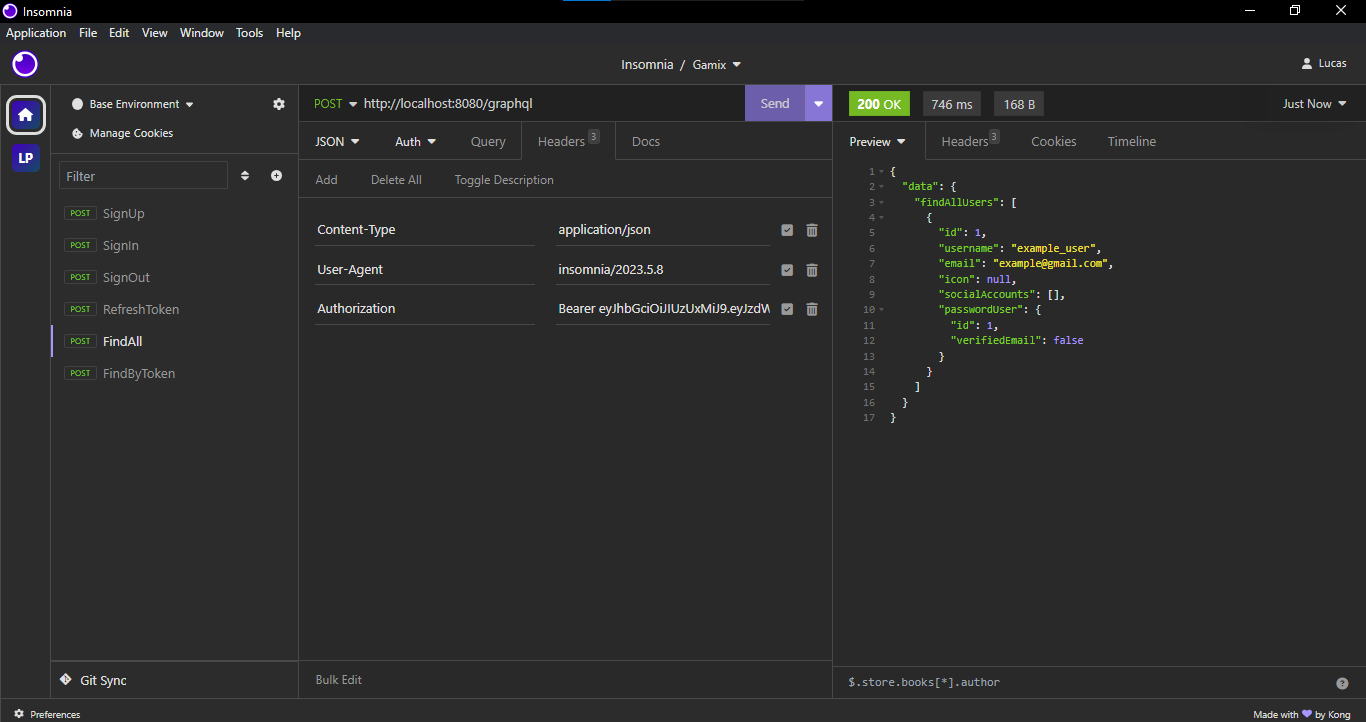 Insomnia
Application File Edit View Window Tools Help
Insomnia / Gamix
Lucas
LP
Base Environment
Manage Cookies
Filter
POST SignUp
POST SignIn
POST SignOut
POST RefreshToken
POST FindAll
POST FindByToken
Git Sync
POST http://localhost:8080/graphql Send
JSON Auth Query Headers 3 Docs
Add Delete All Toggle Description
Content-Type application/json
User-Agent insomnia/2023.5.8
Authorization Bearer eyJhbGciOiJIUzUxMiJ9.eyJzdW
Bulk Edit
200 OK 746 ms 168 B Just Now
Preview Headers 3 Cookies Timeline
1 {
2 "data": {
3 "findAllUsers": [
4 {
5 "id": 1,
6 "username": "example_user",
7 "email": "example@gmail.com",
8 "icon": null,
9 "socialAccounts": [],
10 "passwordUser": {
11 "id": 1,
12 "verifiedEmail": false
13 }
14 }
15 ]
16 }
17 }
$.store.books[*].author
Preferences
Made with 💜 by Kong